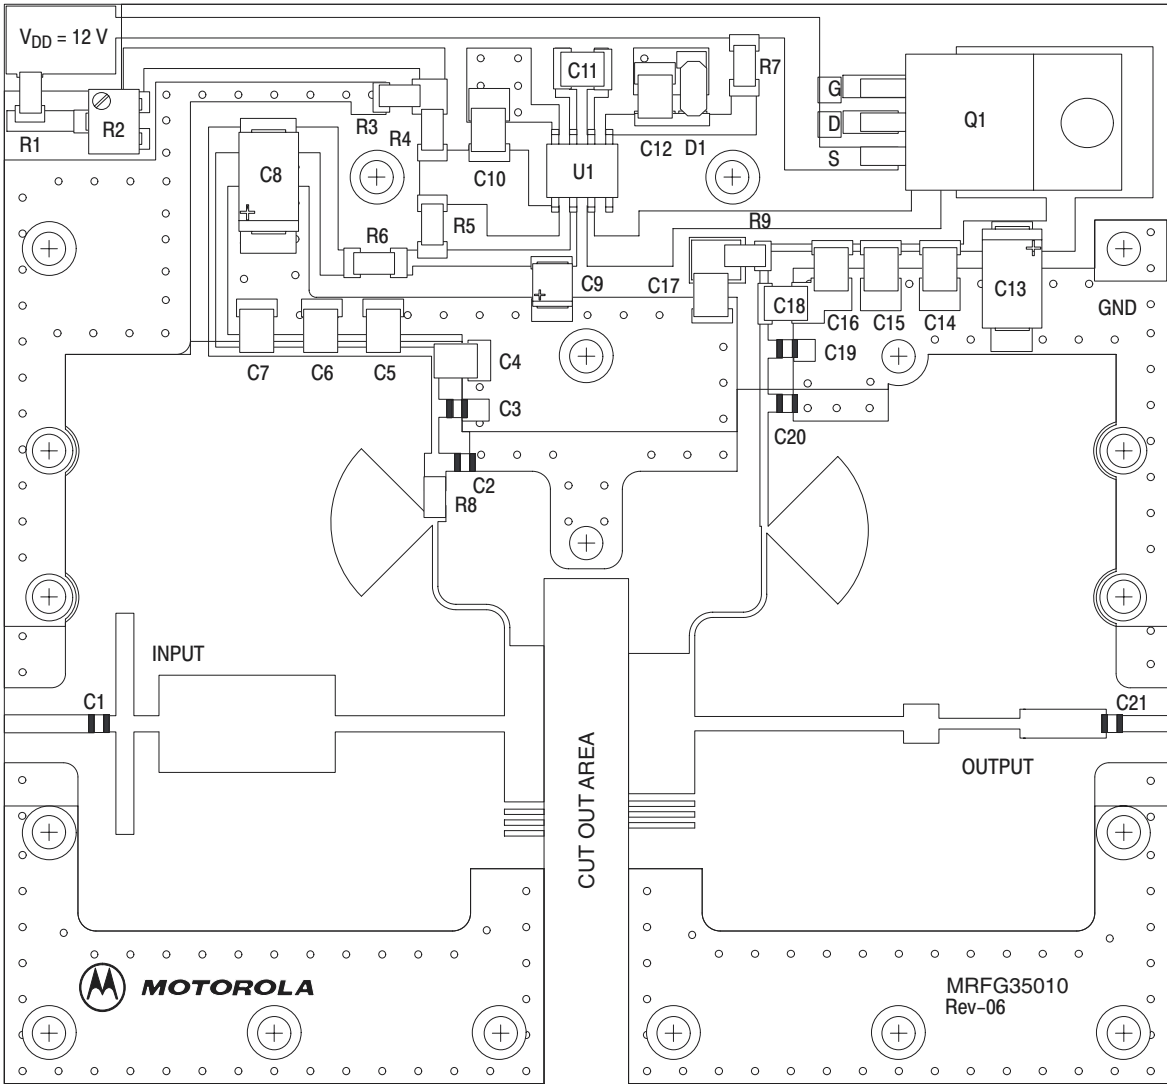 V_DD = 12 V
C11
R7
G
Q1
R2
R3
D
R1
R4
C12
D1
S
C8
C10
U1
R5
R9
R6
C9
C17
C18
C13
GND
C7
C6
C5
C4
C16
C15
C14
C19
C3
C20
C2
R8
INPUT
C1
C21
OUTPUT
CUT OUT AREA
MOTOROLA
MRFG35010
Rev−06